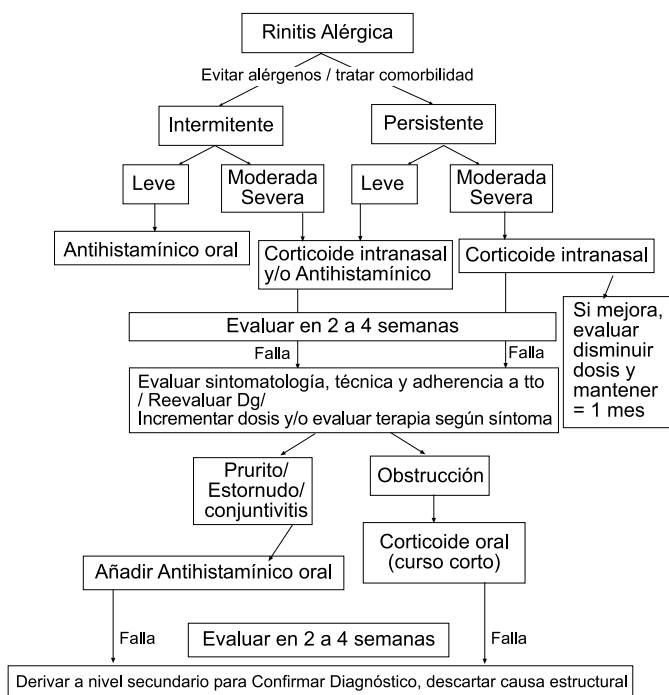 Rinitis Alérgica
Evitar alérgenos / tratar comorbilidad
Intermitente
Persistente
Leve
Moderada
Severa
Leve
Moderada
Severa
Antihistamínico oral
Corticoide intranasal
y/o Antihistamínico
Corticoide intranasal
Evaluar en 2 a 4 semanas
Si mejora,
evaluar
disminuir
dosis y
mantener
= 1 mes
Falla
Falla
Evaluar sintomatología, técnica y adherencia a tto
/ Reevaluar Dg/
Incrementar dosis y/o evaluar terapia según síntoma
Prurito/
Estornudo/
conjuntivitis
Obstrucción
Añadir Antihistamínico oral
Corticoide oral
(curso corto)
Falla
Evaluar en 2 a 4 semanas
Falla
Derivar a nivel secundario para Confirmar Diagnóstico, descartar causa estructural